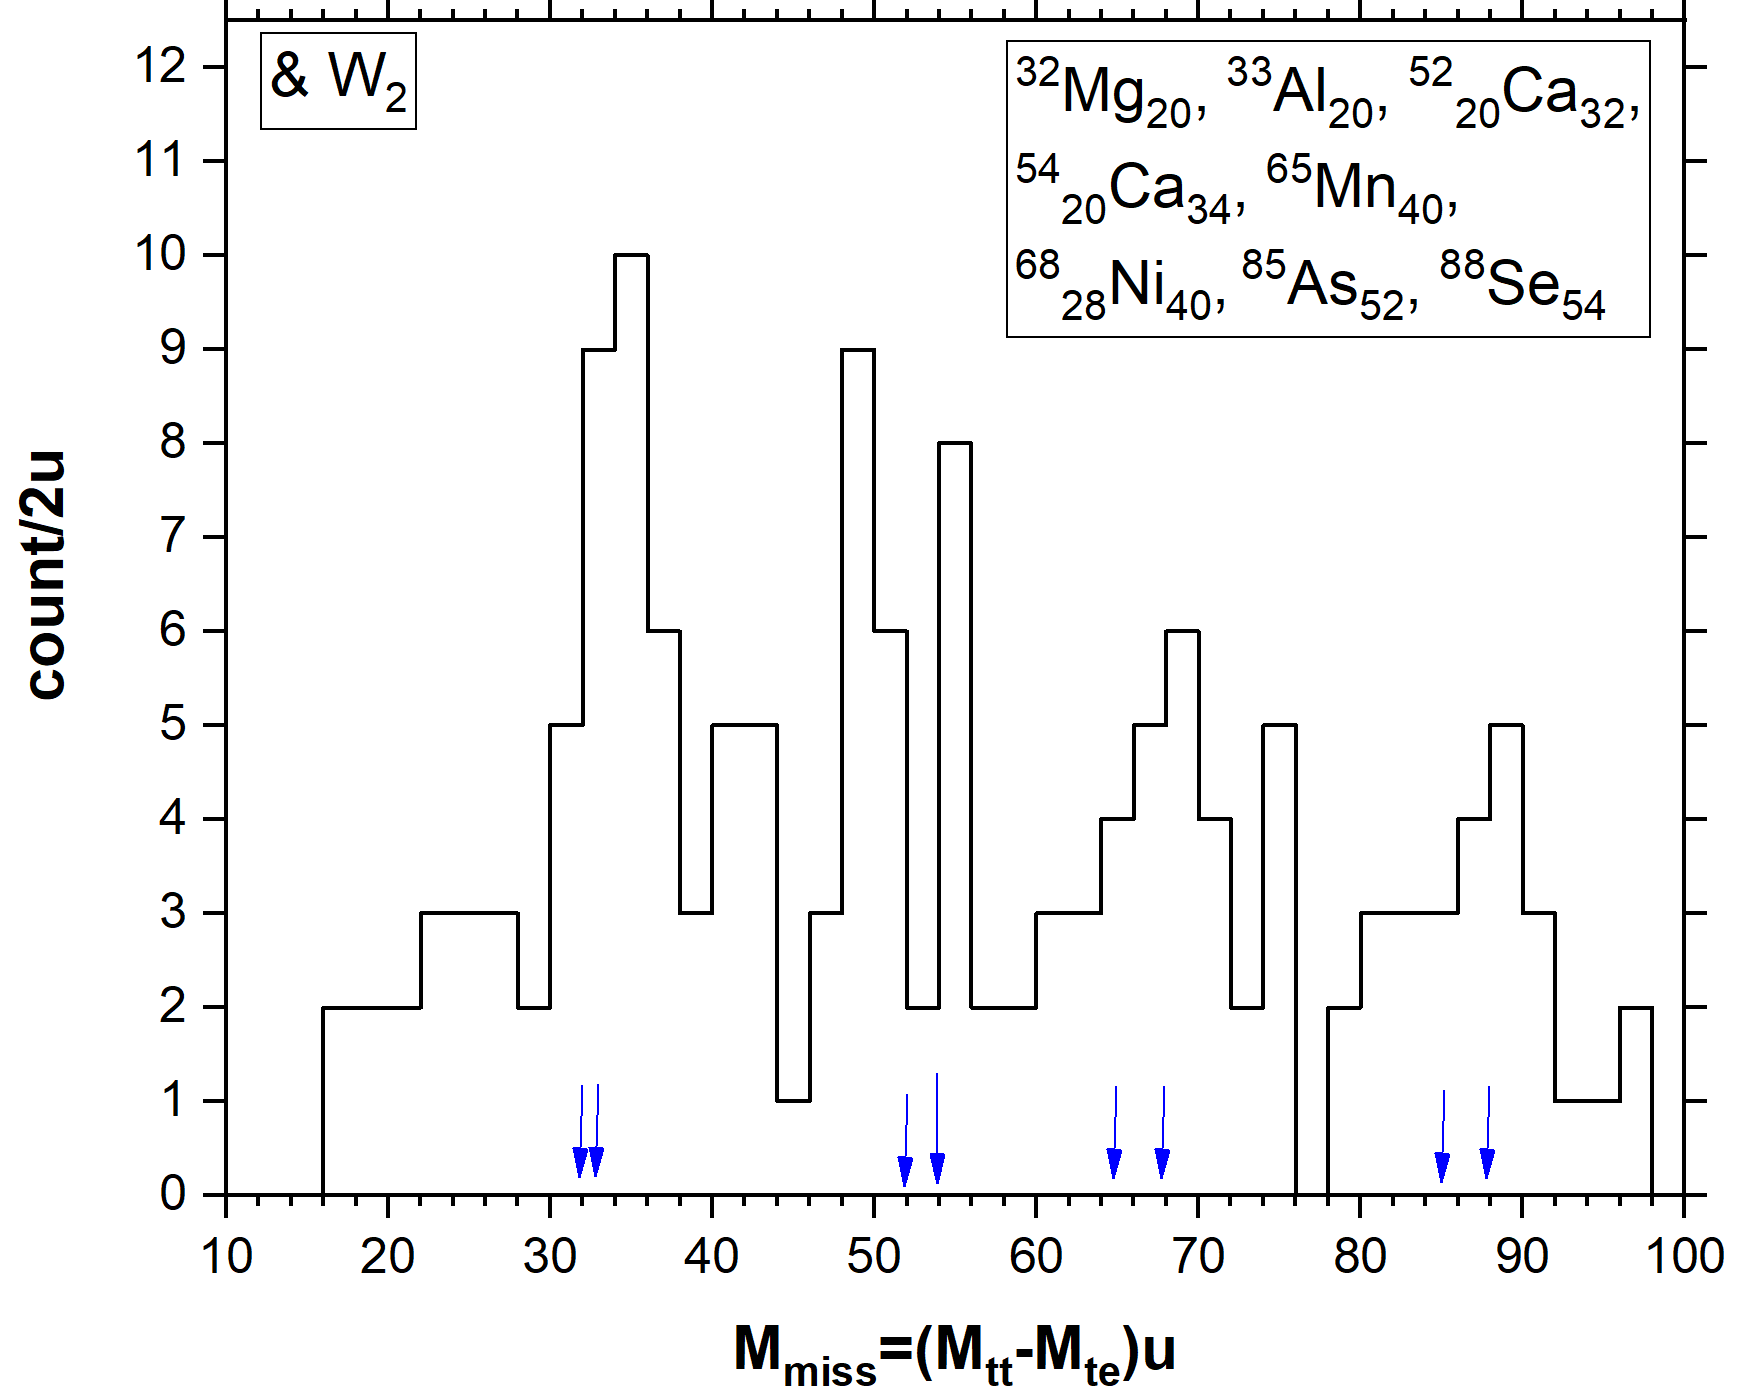 & W₂
³²Mg₂₀, ³³Al₂₀, ⁵²₂₀Ca₃₂,
⁵⁴₂₀Ca₃₄, ⁶⁵Mn₄₀,
⁶⁸₂₈Ni₄₀, ⁸⁵As₅₂, ⁸⁸Se₅₄
12
11
10
9
8
7
6
5
4
3
2
1
0
count/2u
10 20 30 40 50 60 70 80 90 100
Mₘᵢₛₛ=(Mₜₜ-Mₜₑ)u